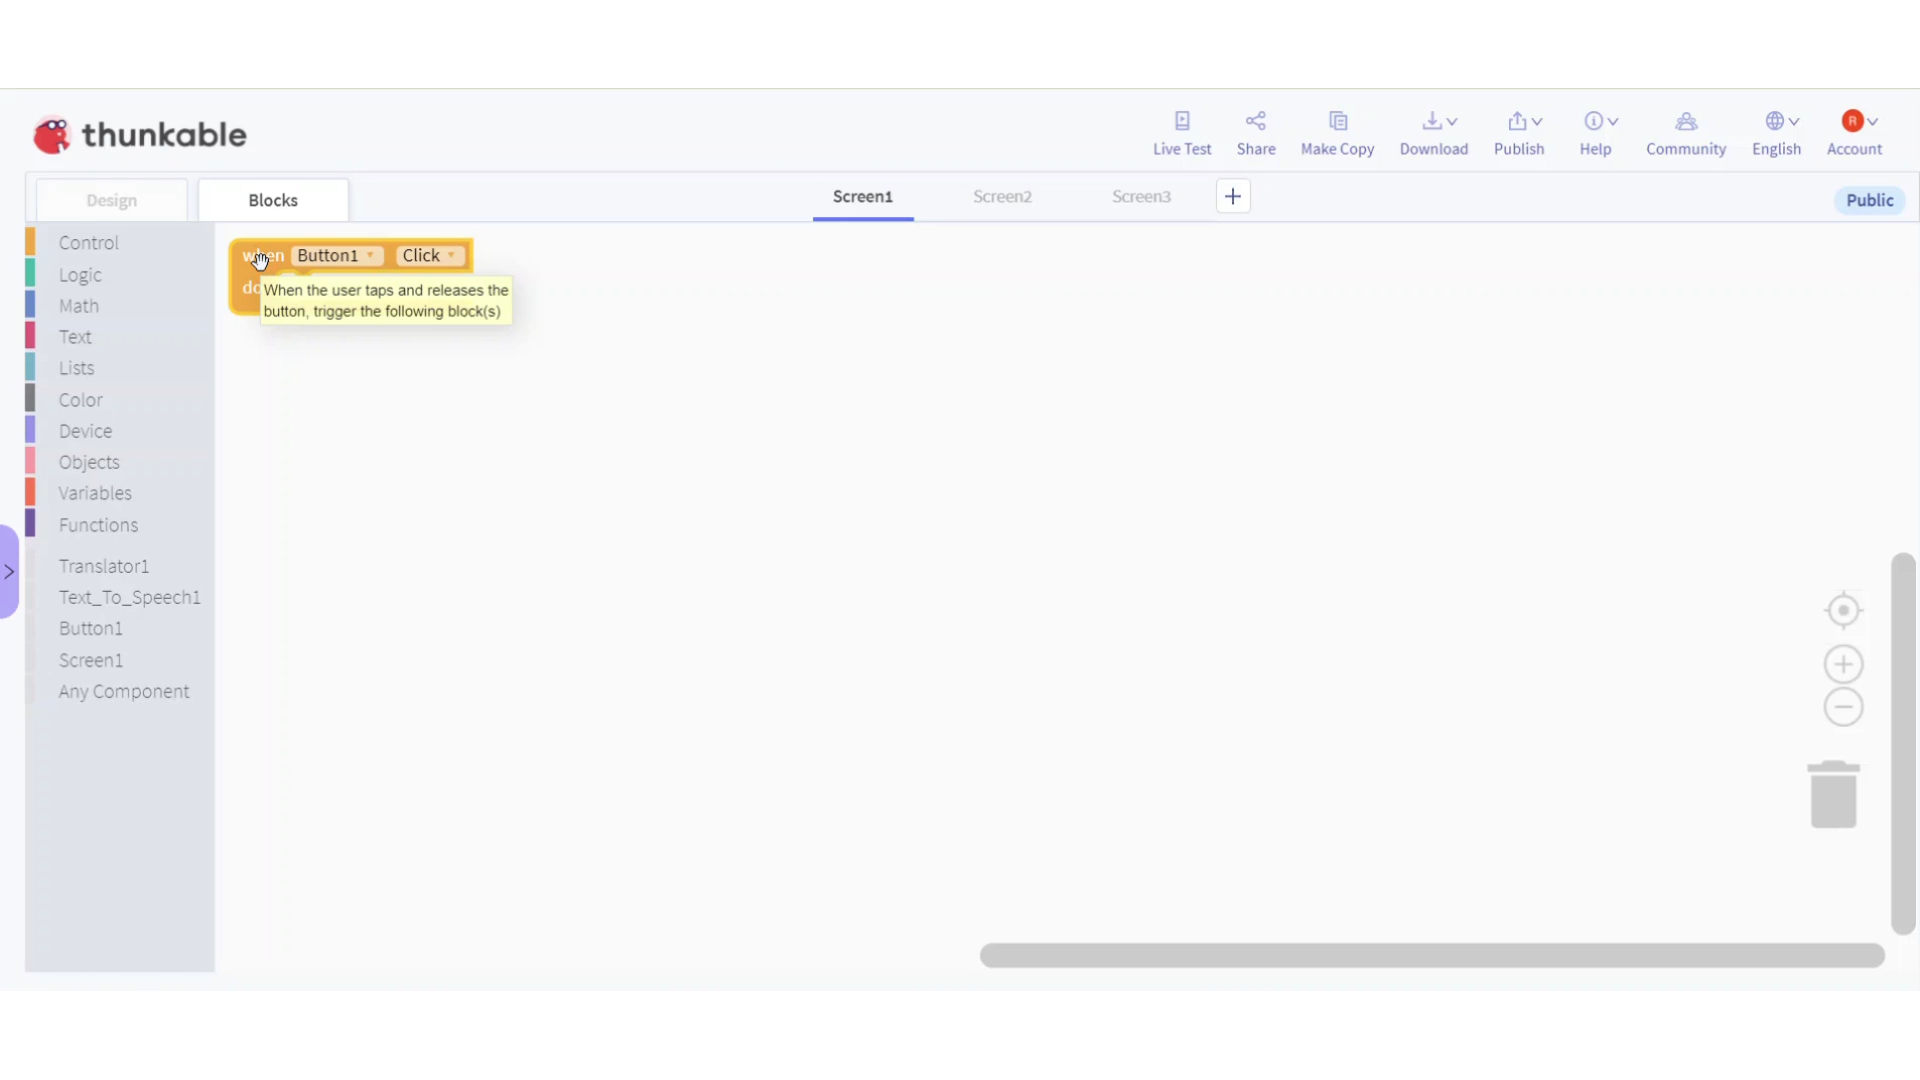 thunkable
Live Test
Share
Make Copy
Download
Publish
Help
Community
English
R
Account
Design
Blocks
Screen1
Screen2
Screen3
Public
Control
Logic
Math
Text
Lists
Color
Device
Objects
Variables
Functions
Translator1
Text_To_Speech1
Button1
Screen1
Any Component
when Button1 Click
do
When the user taps and releases the
button, trigger the following block(s)